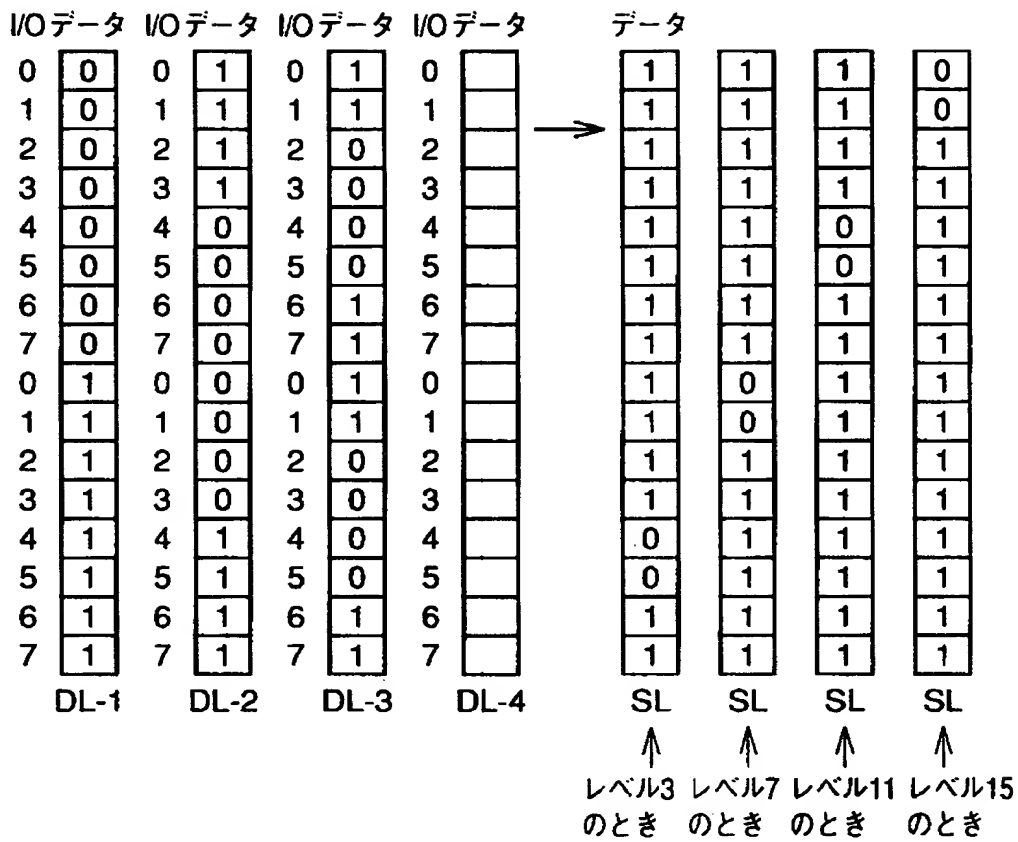 I/Oデータ I/Oデータ I/Oデータ I/Oデータ データ
0 0 0 1 0 1 0 1 1 1 0
1 0 1 1 1 1 1 1 1 1 0
2 0 2 1 2 0 2 1 1 1 1
3 0 3 1 3 0 3 1 1 1 1
4 0 4 0 4 0 4 1 1 0 1
5 0 5 0 5 0 5 1 1 0 1
6 0 6 0 6 1 6 1 1 1 1
7 0 7 0 7 1 7 1 1 1 1
0 1 0 0 0 1 0 1 0 1 1
1 1 1 0 1 1 1 1 0 1 1
2 1 2 0 2 0 2 1 1 1 1
3 1 3 0 3 0 3 1 1 1 1
4 1 4 1 4 0 4 0 1 1 1
5 1 5 1 5 0 5 0 1 1 1
6 1 6 1 6 1 6 1 1 1 1
7 1 7 1 7 1 7 1 1 1 1
DL-1 DL-2 DL-3 DL-4 SL SL SL SL
レベル3 レベル7 レベル11 レベル15
のとき のとき のとき のとき